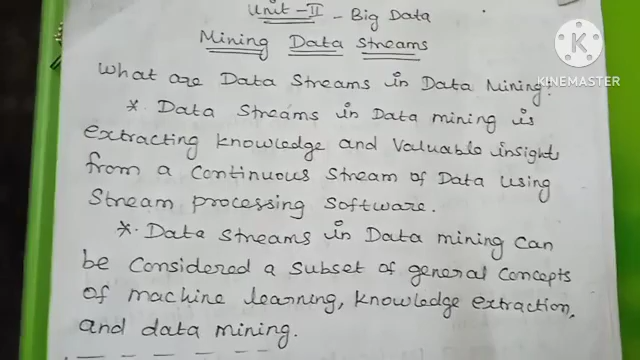 Unit-II - Big Data
Mining Data Streams
What are Data Streams in Data Mining?
* Data Streams in Data mining is
extracting knowledge and valuable insight
from a continuous stream of Data using
Stream processing software.
* Data streams in Data mining can
be considered a subset of general concepts
of machine learning, knowledge extraction,
and data mining.
K
KINEMASTER